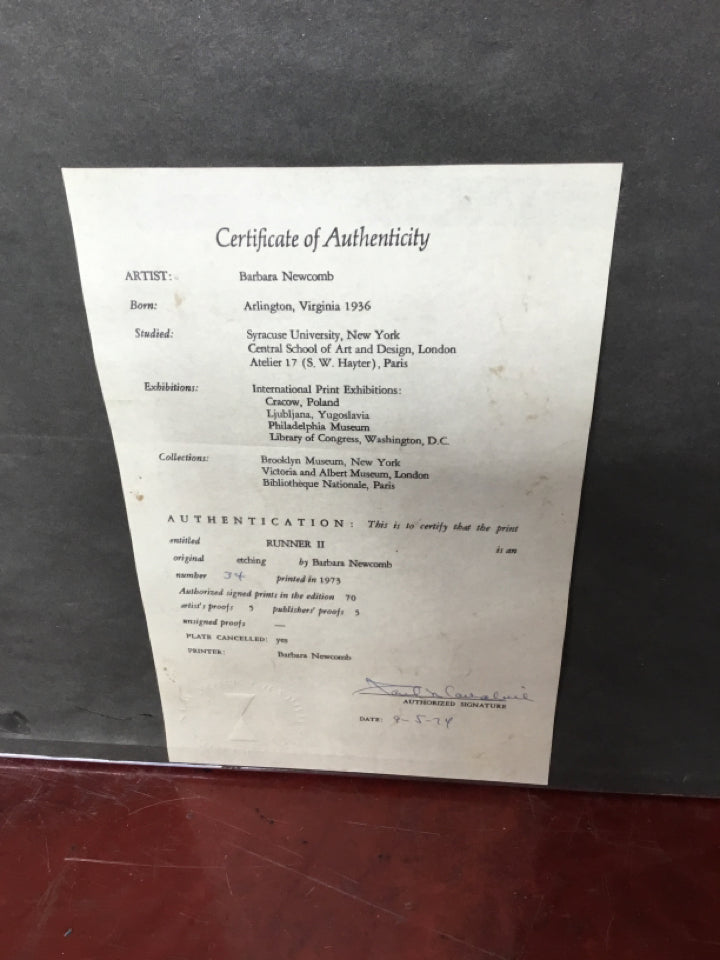 Certificate of Authenticity
ARTIST: Barbara Newcomb
Born: Arlington, Virginia 1936
Studied: Syracuse University, New York
Central School of Art and Design, London
Atelier 17 (S. W. Hayter), Paris
Exhibitions: International Print Exhibitions:
Cracow, Poland
Ljubljana, Yugoslavia
Philadelphia Museum
Library of Congress, Washington, D.C.
Collections: Brooklyn Museum, New York
Victoria and Albert Museum, London
Bibliothèque Nationale, Paris
AUTHENTICATION: This is to certify that the print
entitled RUNNER II is an
original etching by Barbara Newcomb
number 34 printed in 1973
Authorized signed prints in the edition 70
artist's proofs 5 publishers' proofs 5
unsigned proofs —
PLATE CANCELLED: yes
PRINTER: Barbara Newcomb
AUTHORIZED SIGNATURE
DATE: 9-5-74